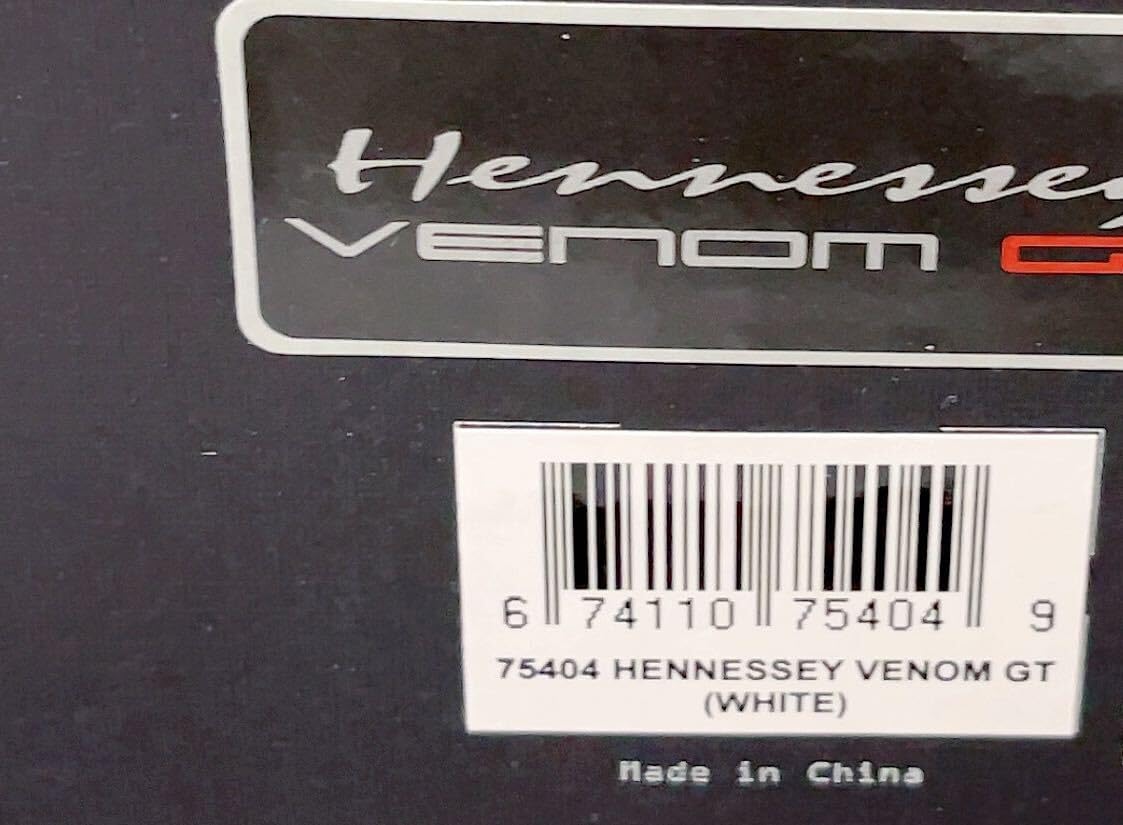 Hennessey
VENOM G
6 74110 75404 9
75404 HENNESSEY VENOM GT
(WHITE)
Made in China